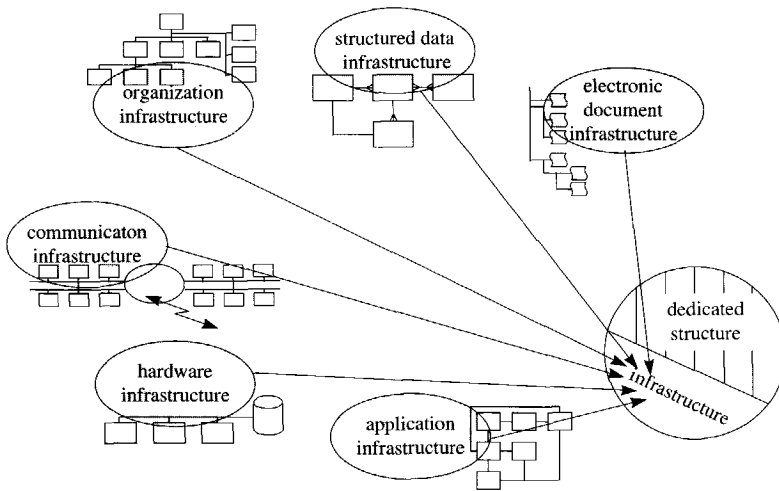 structured data
infrastructure
electronic
document
infrastructure
organization
infrastructure
communicaton
infrastructure
dedicated
structure
infrastructure
hardware
infrastructure
application
infrastructure